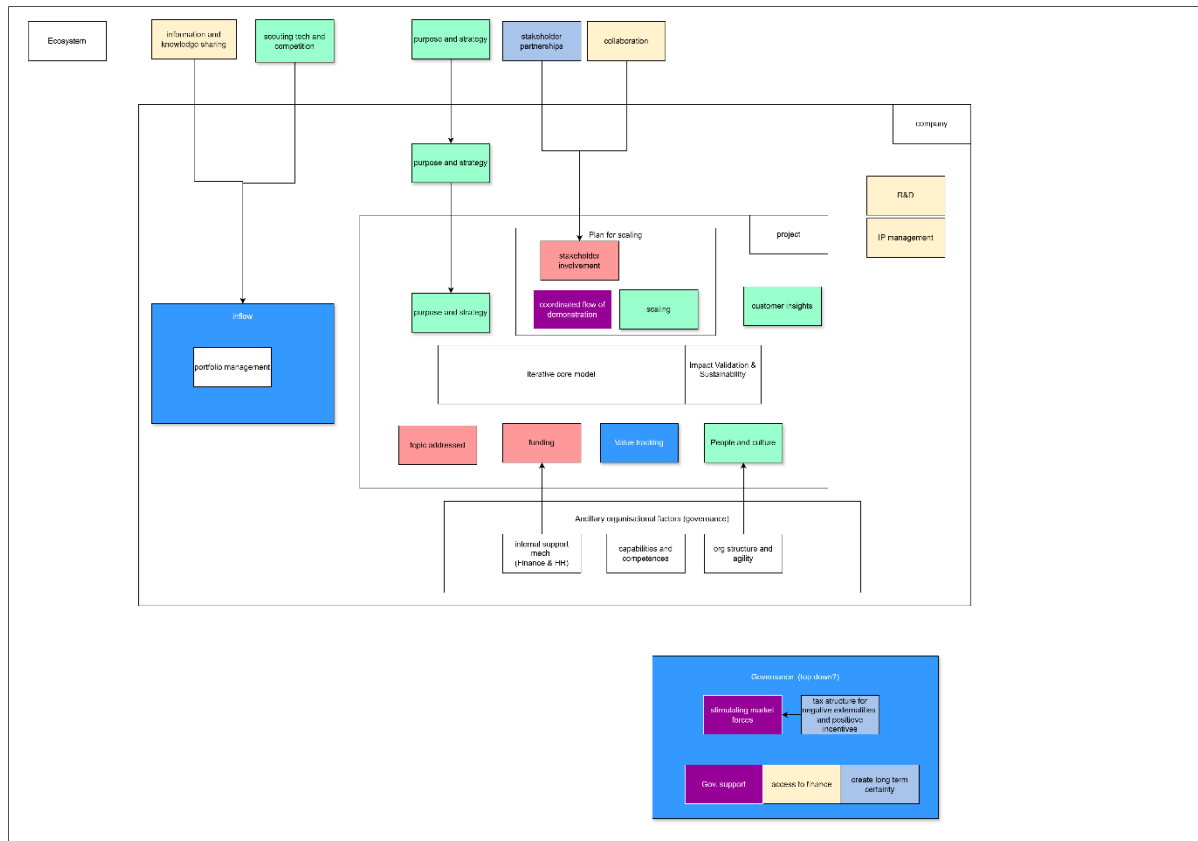 Ecosystem
information and
knowledge sharing
scouting tech and
competition
purpose and strategy
stakeholder
partnerships
collaboration
company
purpose and strategy
R&D
IP management
project
Plan for scaling
stakeholder
involvement
coordinated flow of
demonstration
scaling
customer insights
purpose and strategy
inflow
portfolio management
Iterative core model
Impact Validation &
Sustainability
topic addressed
funding
Value tracking
People and culture
Ancillary organisational factors (governance)
internal support
mech
(Finance & HR)
capabilities and
competences
org structure and
agility
Governance (top down?)
stimulating market
forces
tax structure for
negative externalities
and positieve
incentives
Gov. support
access to finance
create long term
certainty